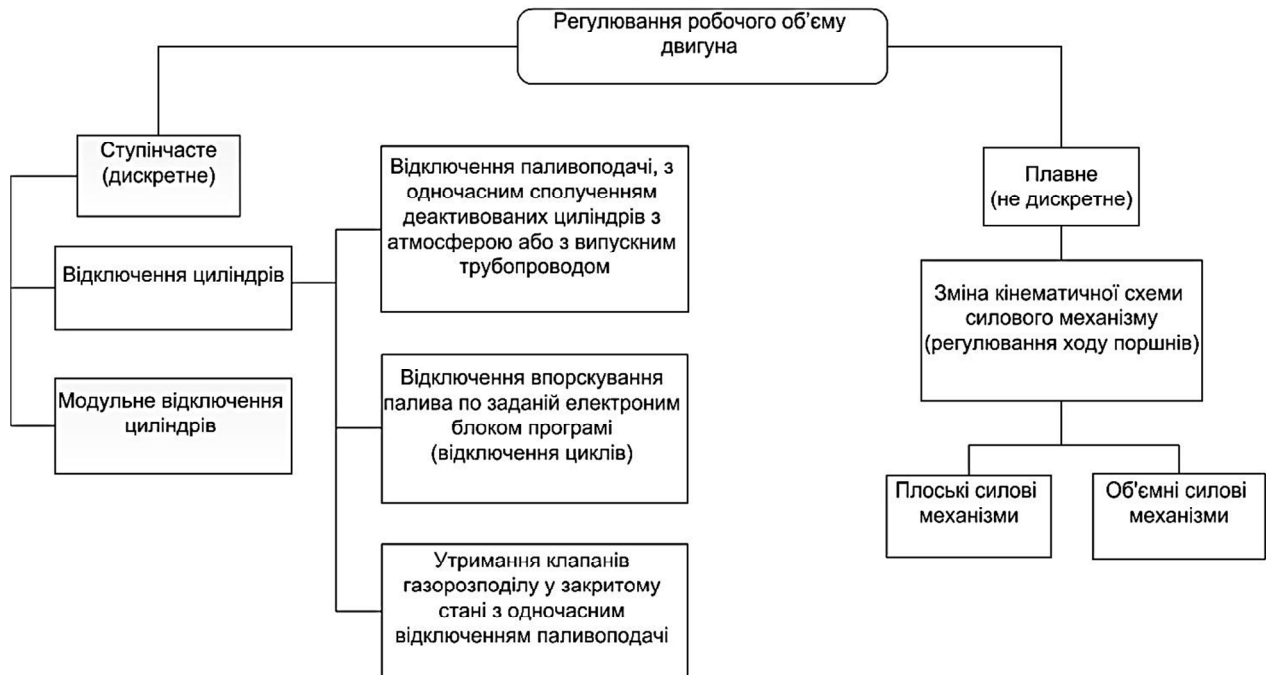 Регулювання робочого об’єму
двигуна
Ступінчасте
(дискретне)
Відключення циліндрів
Модульне відключення
циліндрів
Відключення паливоподачі, з
одночасним сполученням
деактивованих циліндрів з
атмосферою або з випускним
трубопроводом
Відключення впорскування
палива по заданій електроним
блоком програмі
(відключення циклів)
Утримання клапанів
газорозподілу у закритому
стані з одночасним
відключенням паливоподачі
Плавне
(не дискретне)
Зміна кінематичної схеми
силового механізму
(регулювання ходу поршнів)
Плоські силові
механізми
Об'ємні силові
механізми